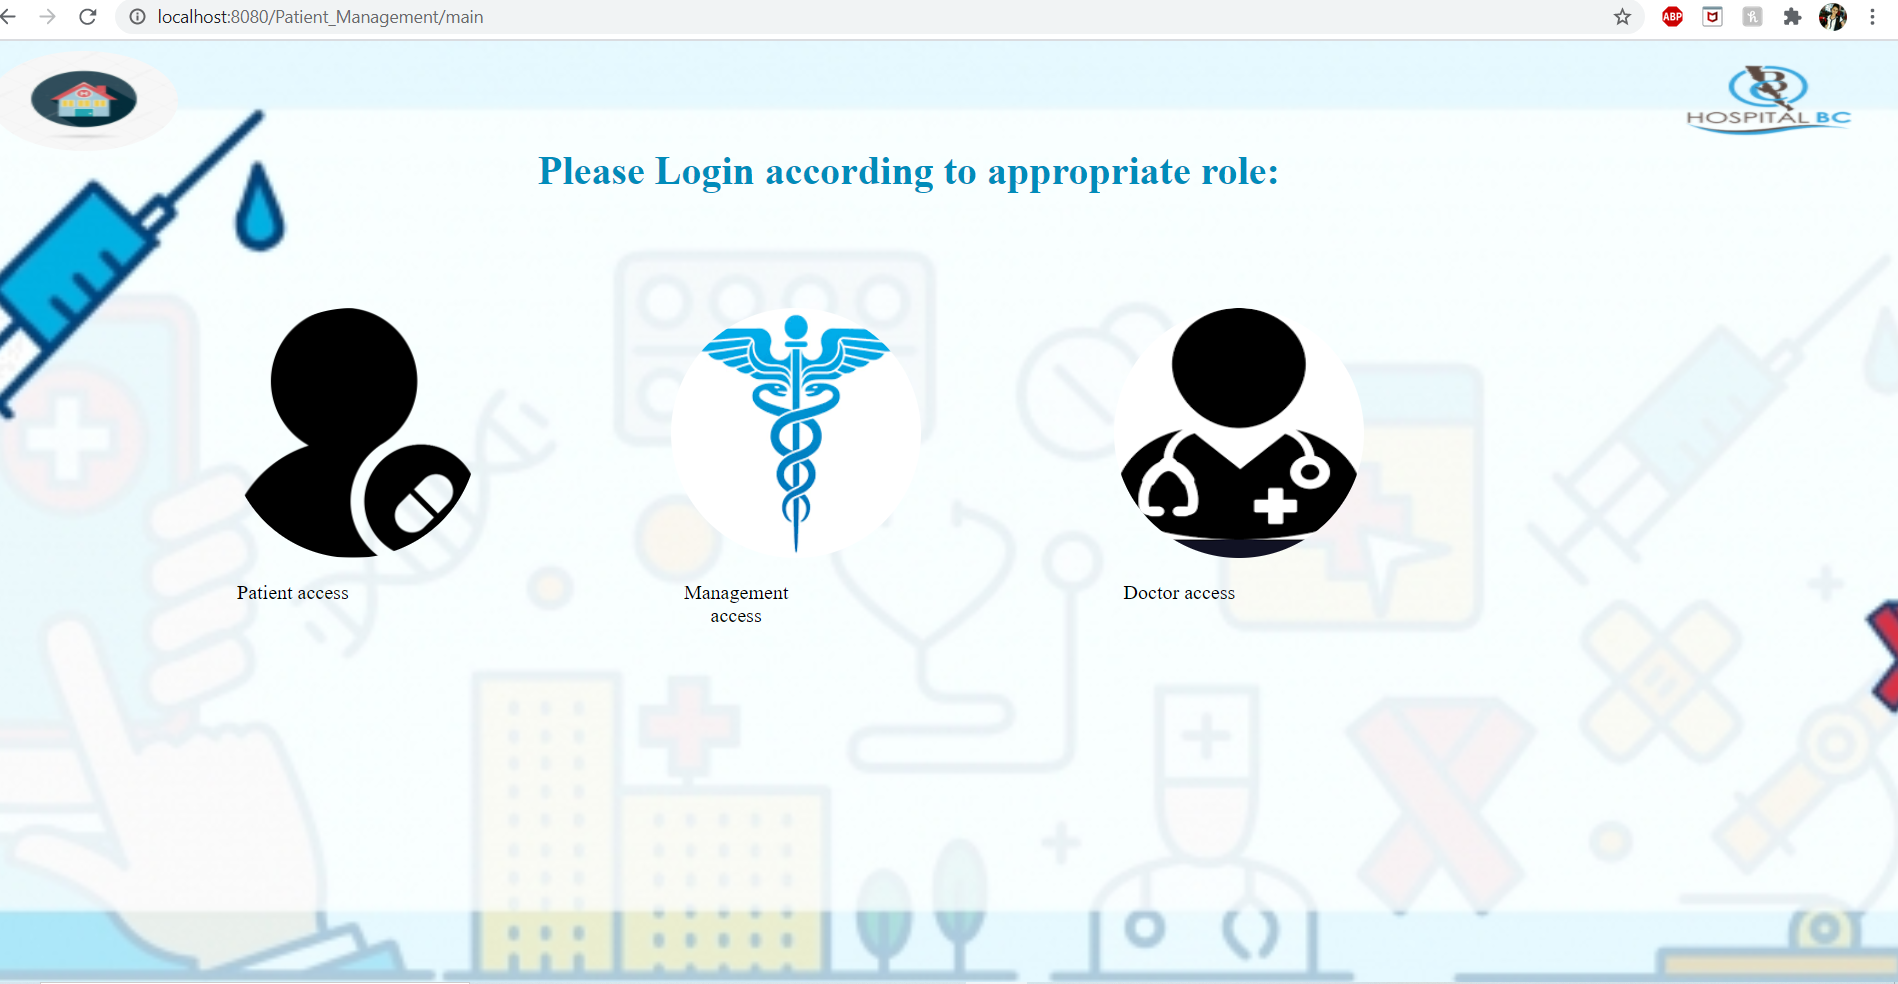 localhost:8080/Patient_Management/main
ABP
HOSPITAL BC
Please Login according to appropriate role:
Patient access
Management
access
Doctor access